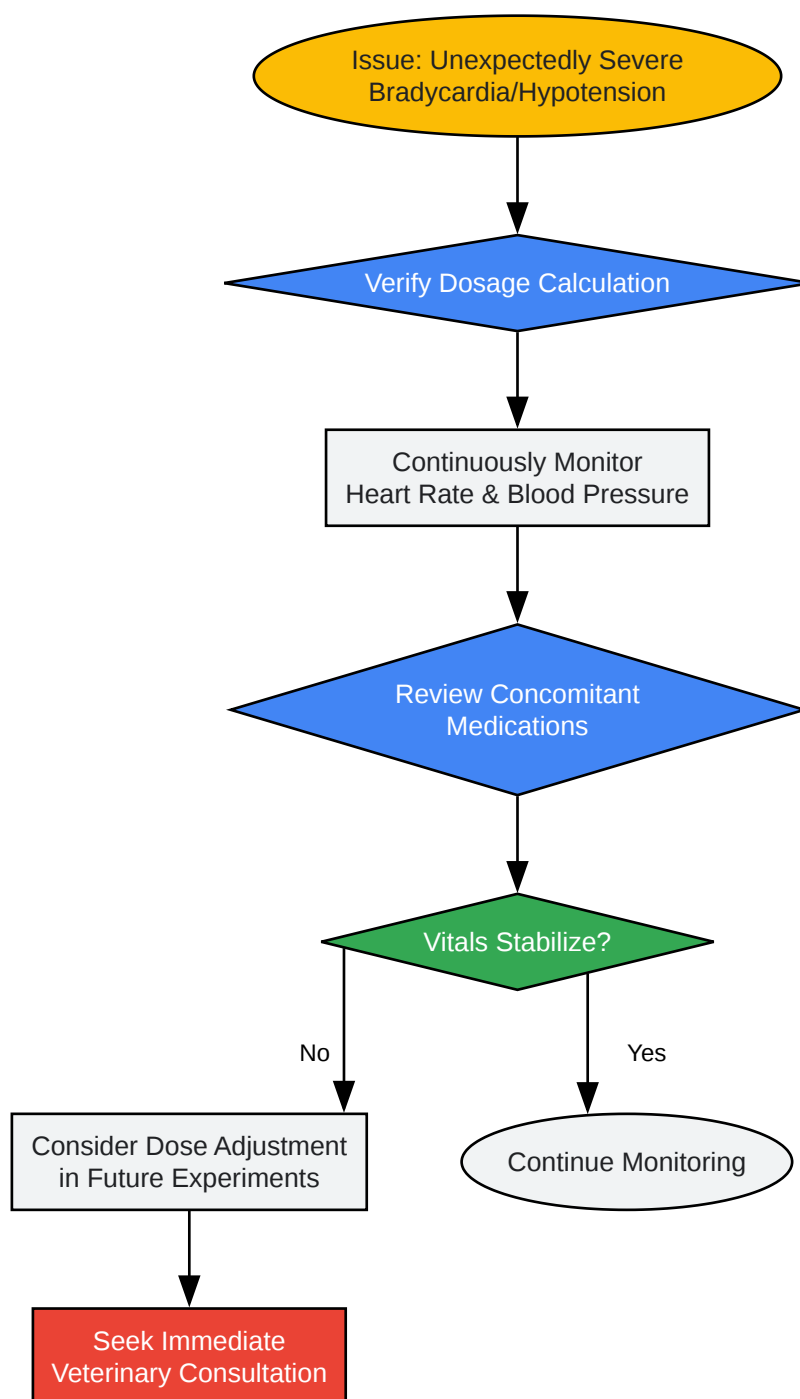 Issue: Unexpectedly Severe
Bradycardia/Hypotension
Verify Dosage Calculation
Continuously Monitor
Heart Rate & Blood Pressure
Review Concomitant
Medications
Vitals Stabilize?
No
Yes
Consider Dose Adjustment
in Future Experiments
Continue Monitoring
Seek Immediate
Veterinary Consultation